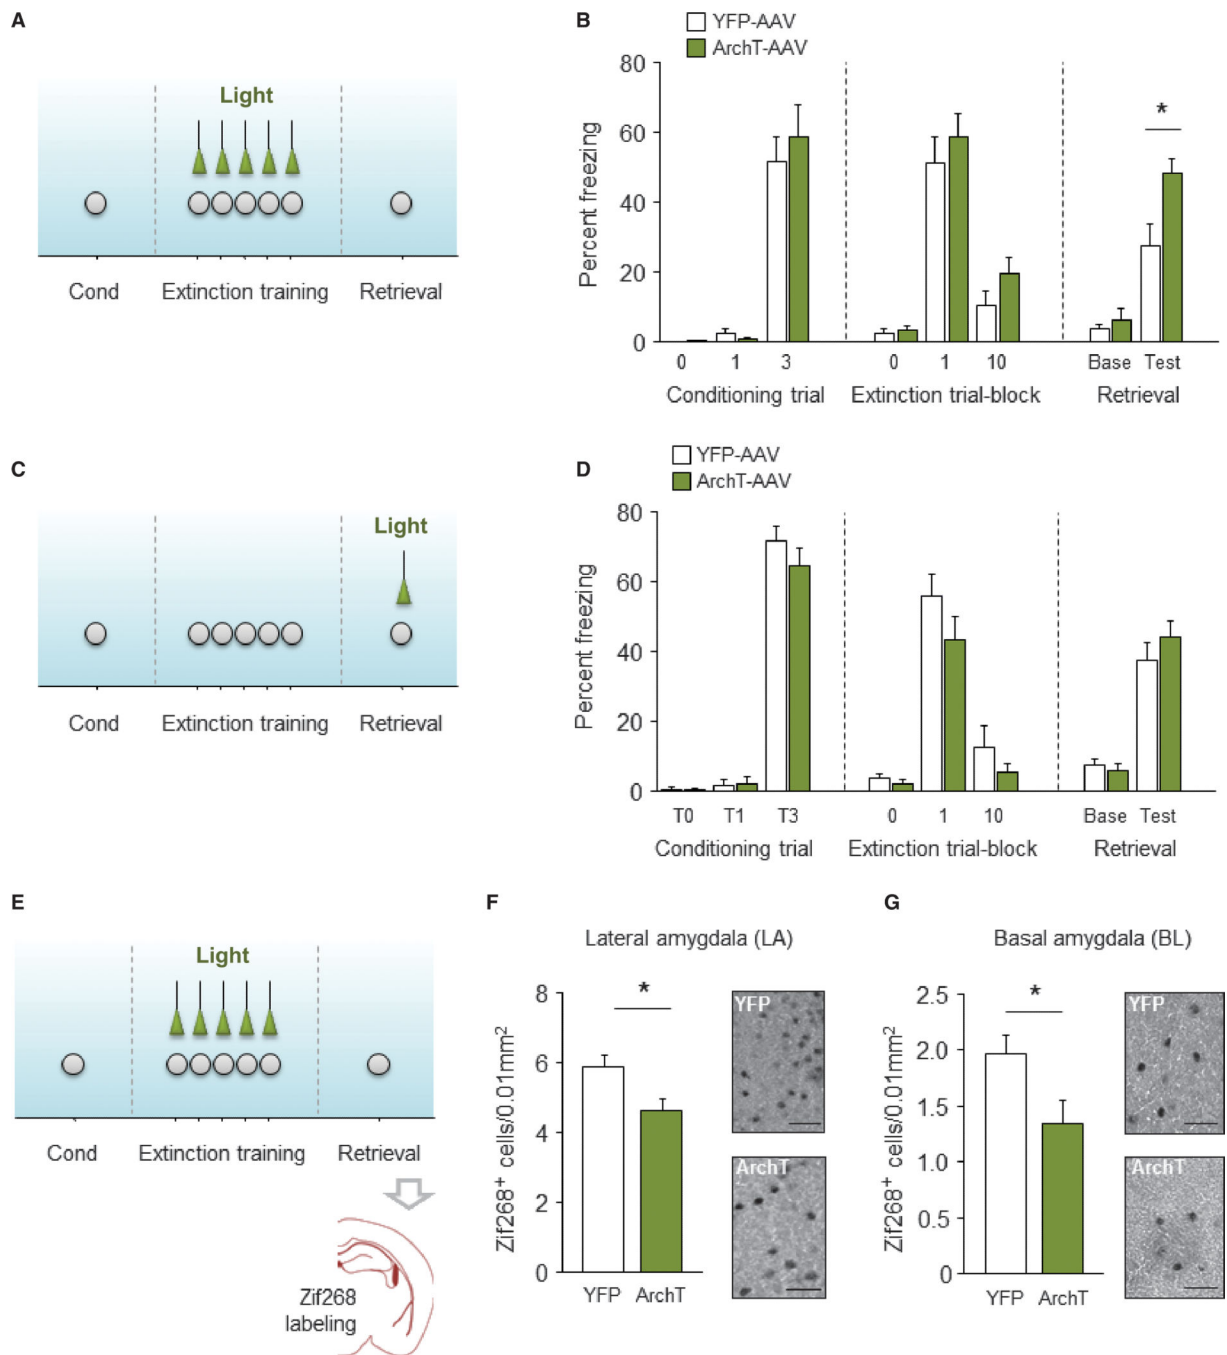 A
Light
Cond
Extinction training
Retrieval
B
YFP-AAV
ArchT-AAV
Percent freezing
80
60
40
20
0
*
0 1 3 0 1 10 Base Test
Conditioning trial Extinction trial-block Retrieval
C
Light
Cond
Extinction training
Retrieval
D
YFP-AAV
ArchT-AAV
Percent freezing
80
60
40
20
0
T0 T1 T3 0 1 10 Base Test
Conditioning trial Extinction trial-block Retrieval
E
Light
Cond
Extinction training
Retrieval
Zif268
labeling
F
Lateral amygdala (LA)
Zif268⁺ cells/0.01mm²
8
6
4
2
0
*
YFP ArchT
YFP
ArchT
G
Basal amygdala (BL)
Zif268⁺ cells/0.01mm²
2.5
2.0
1.5
1.0
0.5
0
*
YFP ArchT
YFP
ArchT